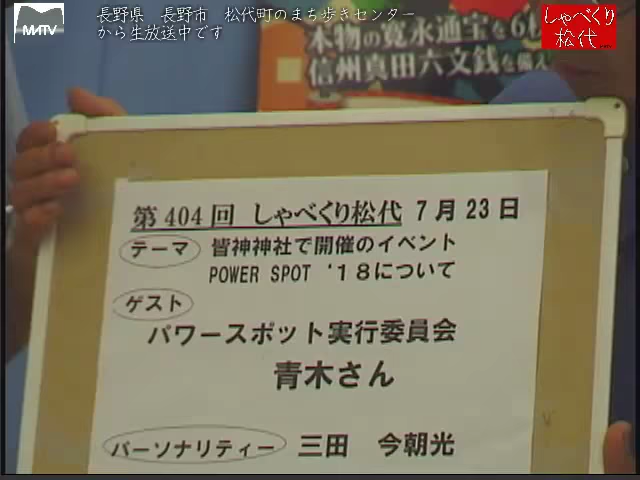 MATV
長野県 長野市 松代町のまち歩きセンター
から生放送中です
しゃべくり
松代
本物の寛永通宝を6
信州真田六文銭を備え
第404回 しゃべくり松代 7月23日
テーマ 皆神神社で開催のイベント
POWER SPOT '18について
ゲスト
パワースポット実行委員会
青木さん
パーソナリティー 三田 今朝光